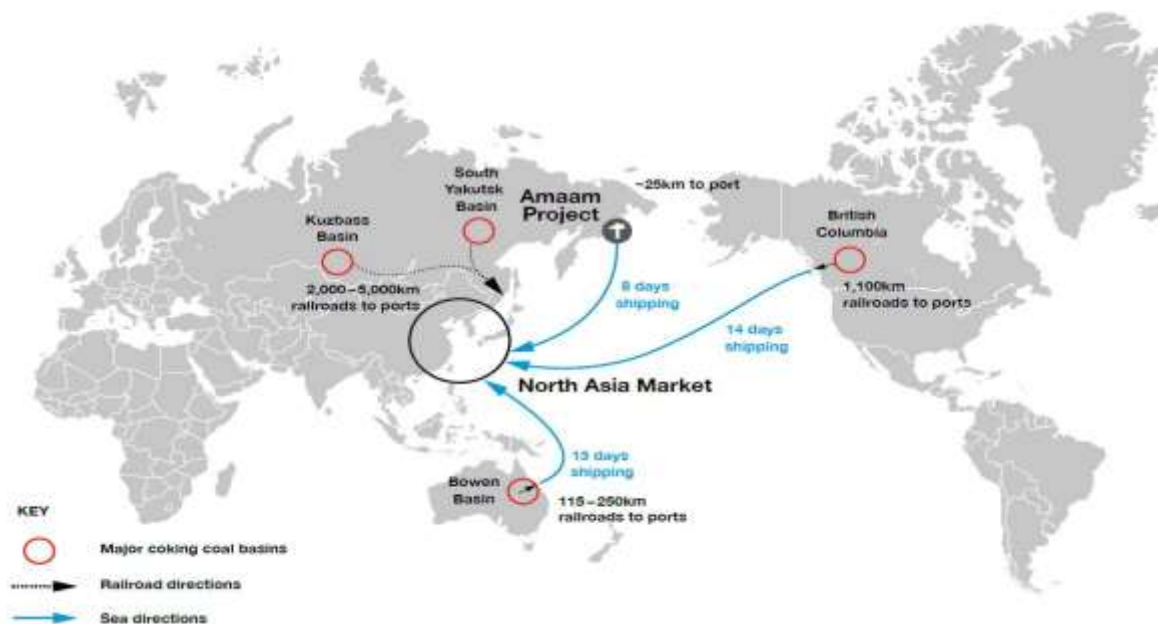 ~25km to port
South
Yakutsk
Basin
Amaam
Project
Kuzbass
Basin
British
Columbia
2,000–5,000km
railroads to ports
8 days
shipping
1,100km
railroads to ports
14 days
shipping
North Asia Market
13 days
shipping
Bowen
Basin
115–250km
railroads to ports
KEY
Major coking coal basins
Railroad directions
Sea directions